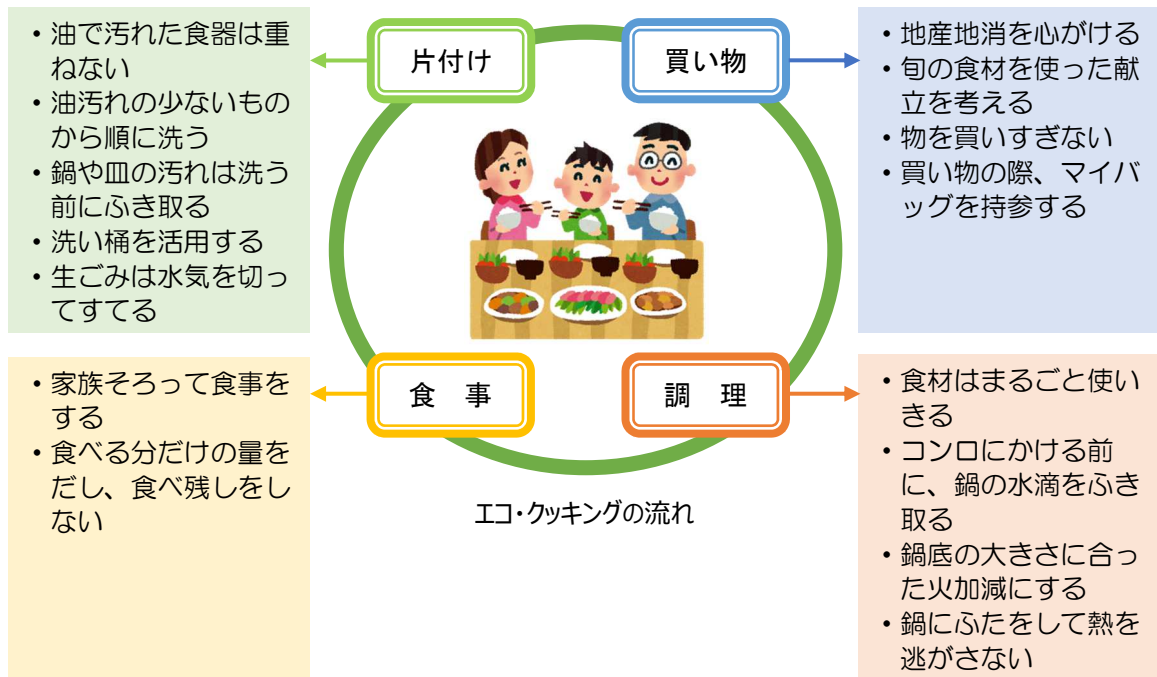 ・油で汚れた食器は重
ねない
・油汚れの少ないもの
から順に洗う
・鍋や皿の汚れは洗う
前にふき取る
・洗い桶を活用する
・生ごみは水気を切っ
てすてる
片付け
買い物
・地産地消を心がける
・旬の食材を使った献
立を考える
・物を買いすぎない
・買い物の際、マイバ
ッグを持参する
・家族そろって食事を
する
・食べる分だけの量を
だし、食べ残しをし
ない
食　事
調　理
・食材はまるごと使い
きる
・コンロにかける前
に、鍋の水滴をふき
取る
・鍋底の大きさに合っ
た火加減にする
・鍋にふたをして熱を
逃がさない
エコ・クッキングの流れ